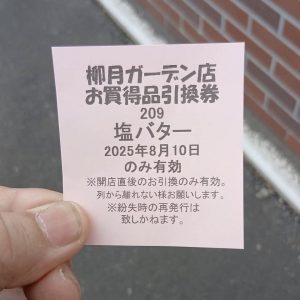 柳月ガーデン店
お買得品引換券
209
塩バター
2025年8月10日
のみ有効
※開店直後のお引換のみ有効。
列から離れない様お願いします。
※紛失時の再発行は
致しかねます。